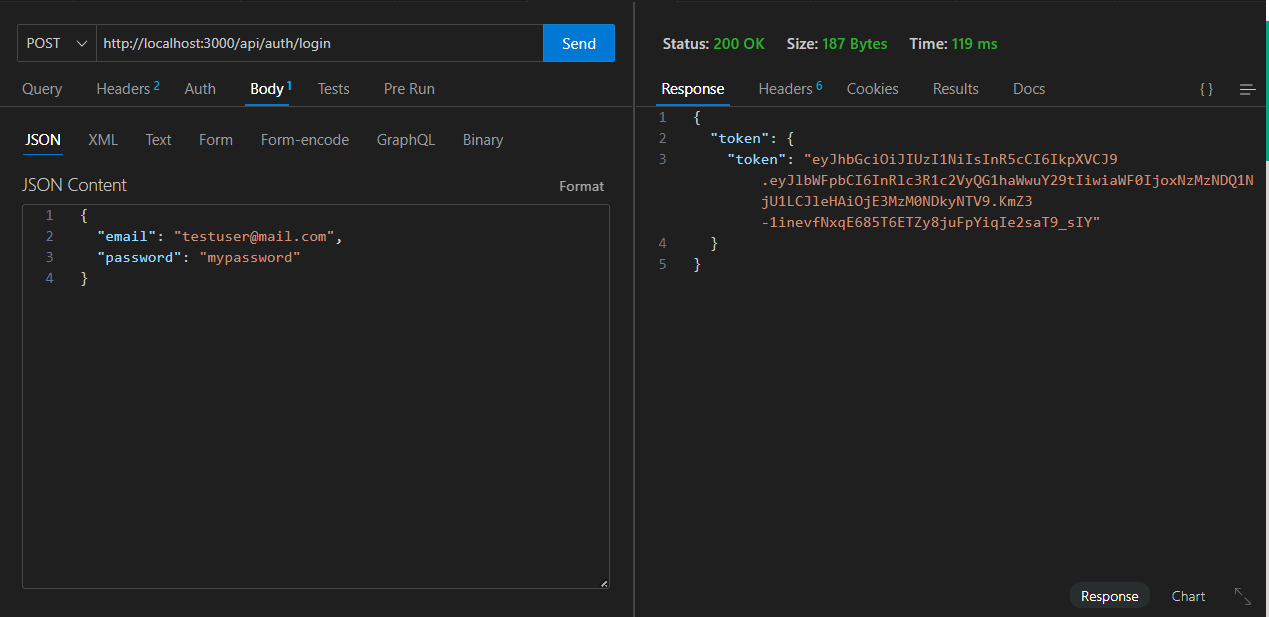 POST http://localhost:3000/api/auth/login Send
Query Headers 2 Auth Body 1 Tests Pre Run
JSON XML Text Form Form-encode GraphQL Binary
JSON Content Format
1 {
2 "email": "testuser@mail.com",
3 "password": "mypassword"
4 }
Status: 200 OK Size: 187 Bytes Time: 119 ms
Response Headers 6 Cookies Results Docs {}
1 {
2 "token": {
3 "token": "eyJhbGciOiJIUzI1NiIsInR5cCI6IkpXVCJ9
.eyJlbWFpbCI6InRlc3R1c2VyQG1haWwuY29tIiwiaWF0IjoxNzMzNDQ1N
jU1LCJleHAiOjE3MzM0NDkyNTV9.KmZ3
-1inevfNxqE685T6ETZy8juFpYiqIe2saT9_sIY"
4 }
5 }
Response Chart